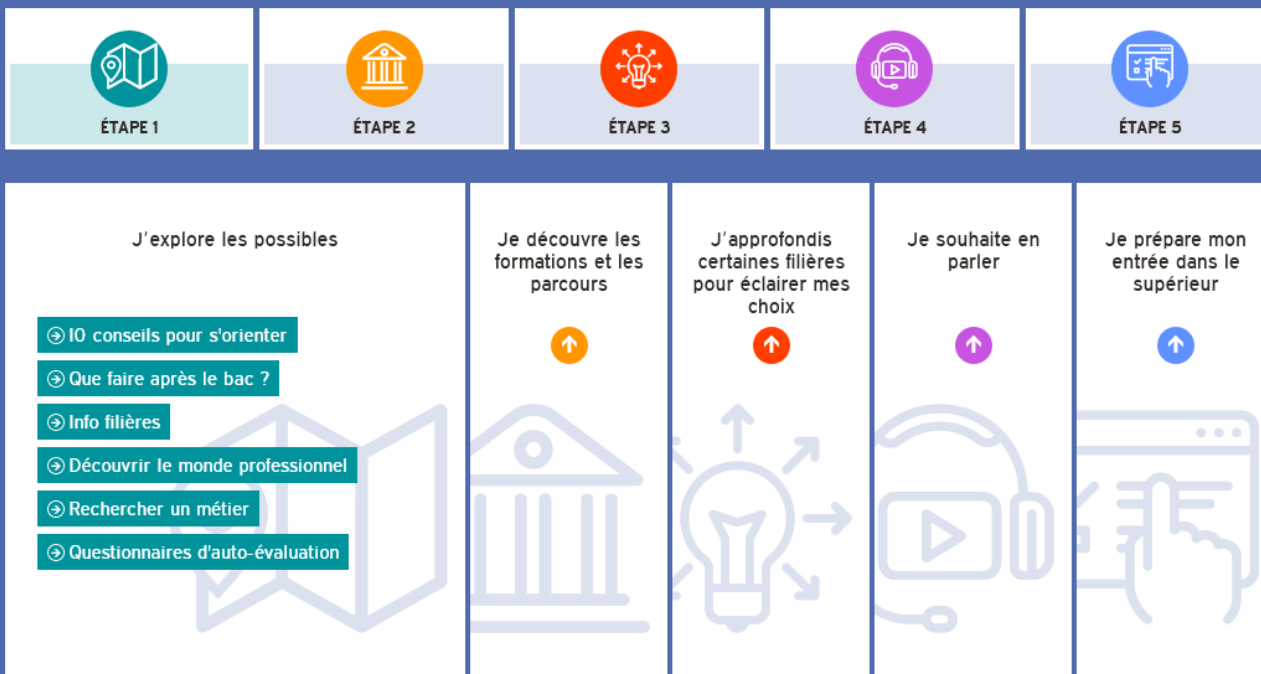 ÉTAPE 1
ÉTAPE 2
ÉTAPE 3
ÉTAPE 4
ÉTAPE 5
J'explore les possibles
10 conseils pour s'orienter
Que faire après le bac ?
Info filières
Découvrir le monde professionnel
Rechercher un métier
Questionnaires d'auto-évaluation
Je découvre les
formations et les
parcours
J'approfondis
certaines filières
pour éclairer mes
choix
Je souhaite en
parler
Je prépare mon
entrée dans le
supérieur